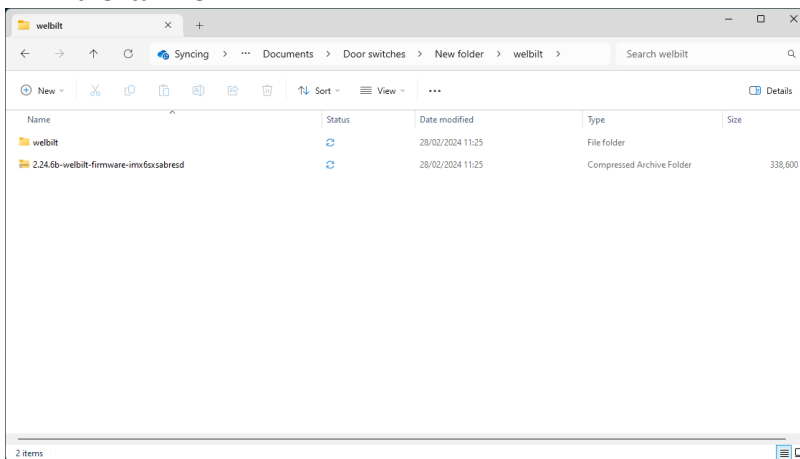 welbilt
Syncing > ... Documents > Door switches > New folder > welbilt > Search welbilt
New Sort View ... Details
Name Status Date modified Type Size
welbilt 28/02/2024 11:25 File folder
2.24.6b-welbilt-firmware-imx6sxsabresd 28/02/2024 11:25 Compressed Archive Folder 338,600
2 items